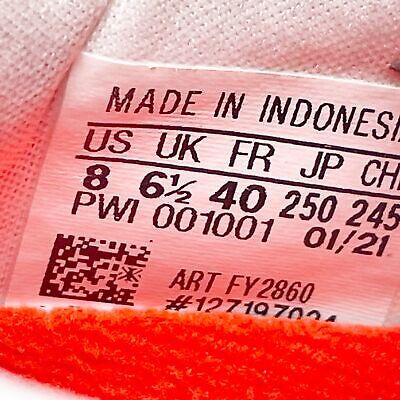 MADE IN INDONESIA
US UK FR JP CH
8 6½ 40 250 245
PWI 001001 01/21
ART FY2860